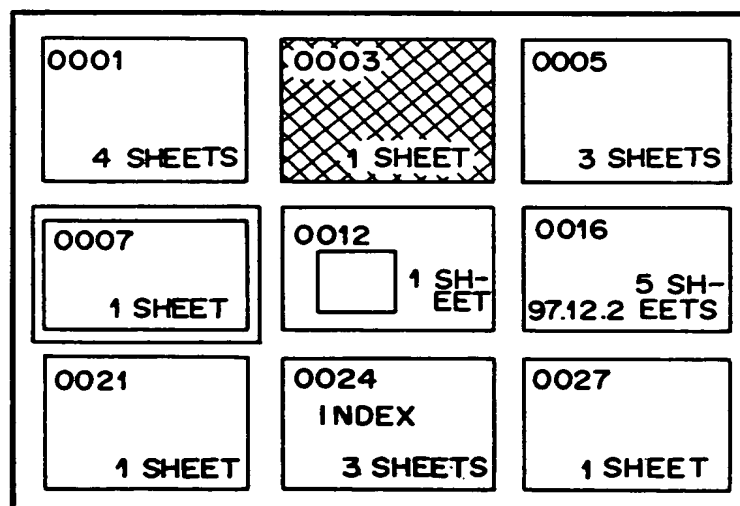 0001
4 SHEETS
0003
1 SHEET
0005
3 SHEETS
0007
1 SHEET
0012
1 SH-
EET
0016
5 SH-
97.12.2 EETS
0021
1 SHEET
0024
INDEX
3 SHEETS
0027
1 SHEET